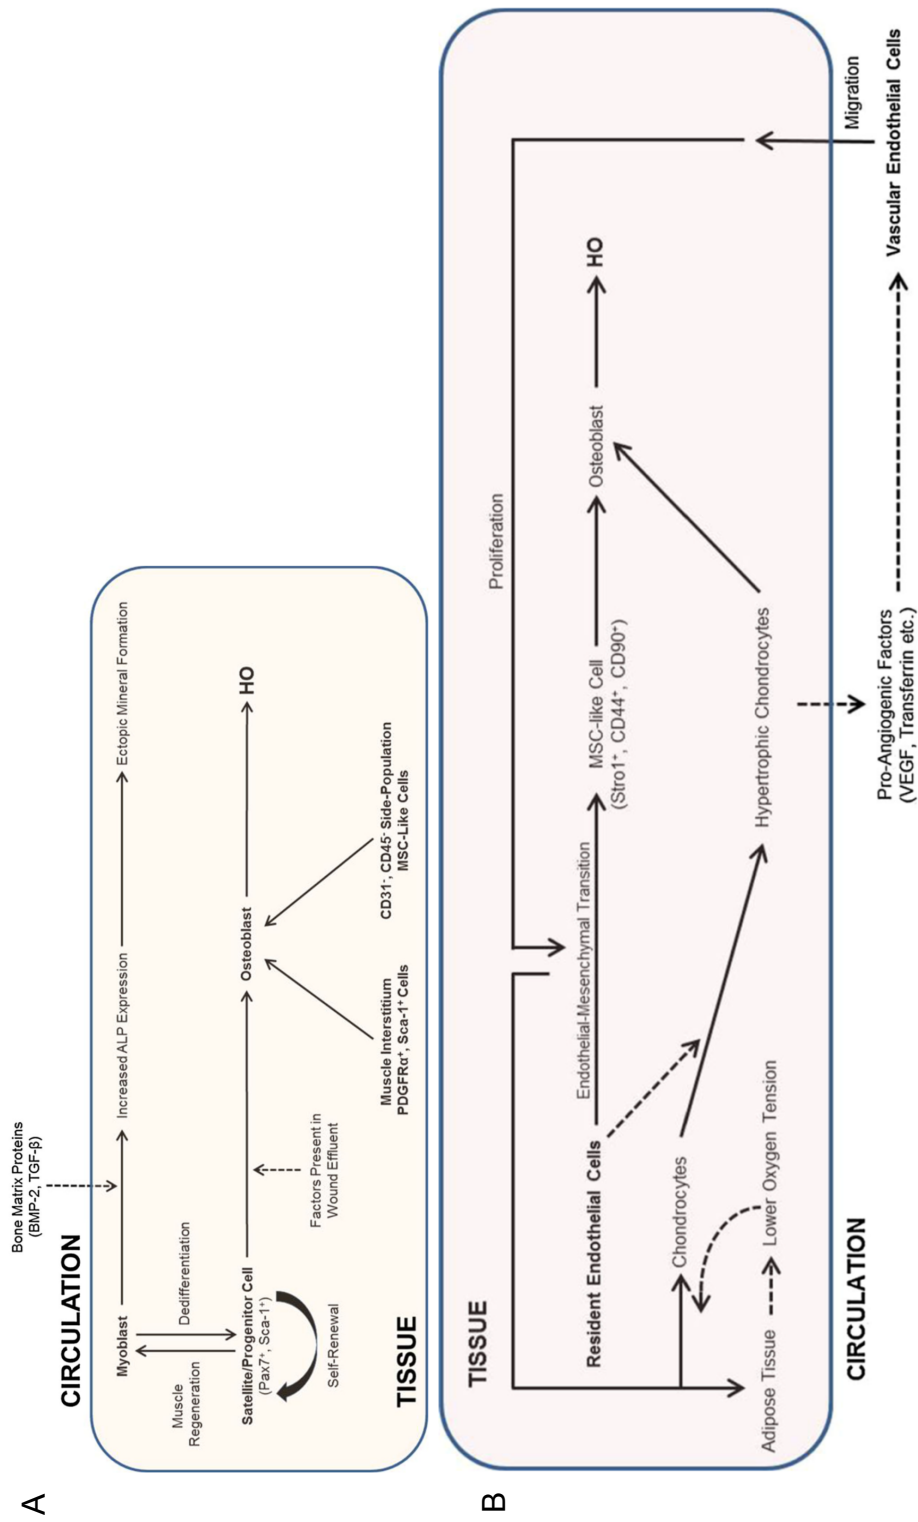 A
CIRCULATION
Bone Matrix Proteins
(BMP-2, TGF-β)
Myoblast
Increased ALP Expression
Ectopic Mineral Formation
Muscle
Regeneration
Dedifferentiation
Satellite/Progenitor Cell
(Pax7⁺, Sca-1⁺)
Osteoblast
HO
Self-Renewal
Factors Present in
Wound Effluent
Muscle Interstitium
PDGFRα⁺, Sca-1⁺ Cells
CD31⁻, CD45⁻ Side-Population
MSC-Like Cells
TISSUE
B
TISSUE
Proliferation
Resident Endothelial Cells
Endothelial-Mesenchymal Transition
MSC-like Cell
(Stro1⁺, CD44⁺, CD90⁺)
Osteoblast
HO
Chondrocytes
Hypertrophic Chondrocytes
Adipose Tissue
Lower Oxygen Tension
CIRCULATION
Migration
Pro-Angiogenic Factors
(VEGF, Transferrin etc.)
Vascular Endothelial Cells